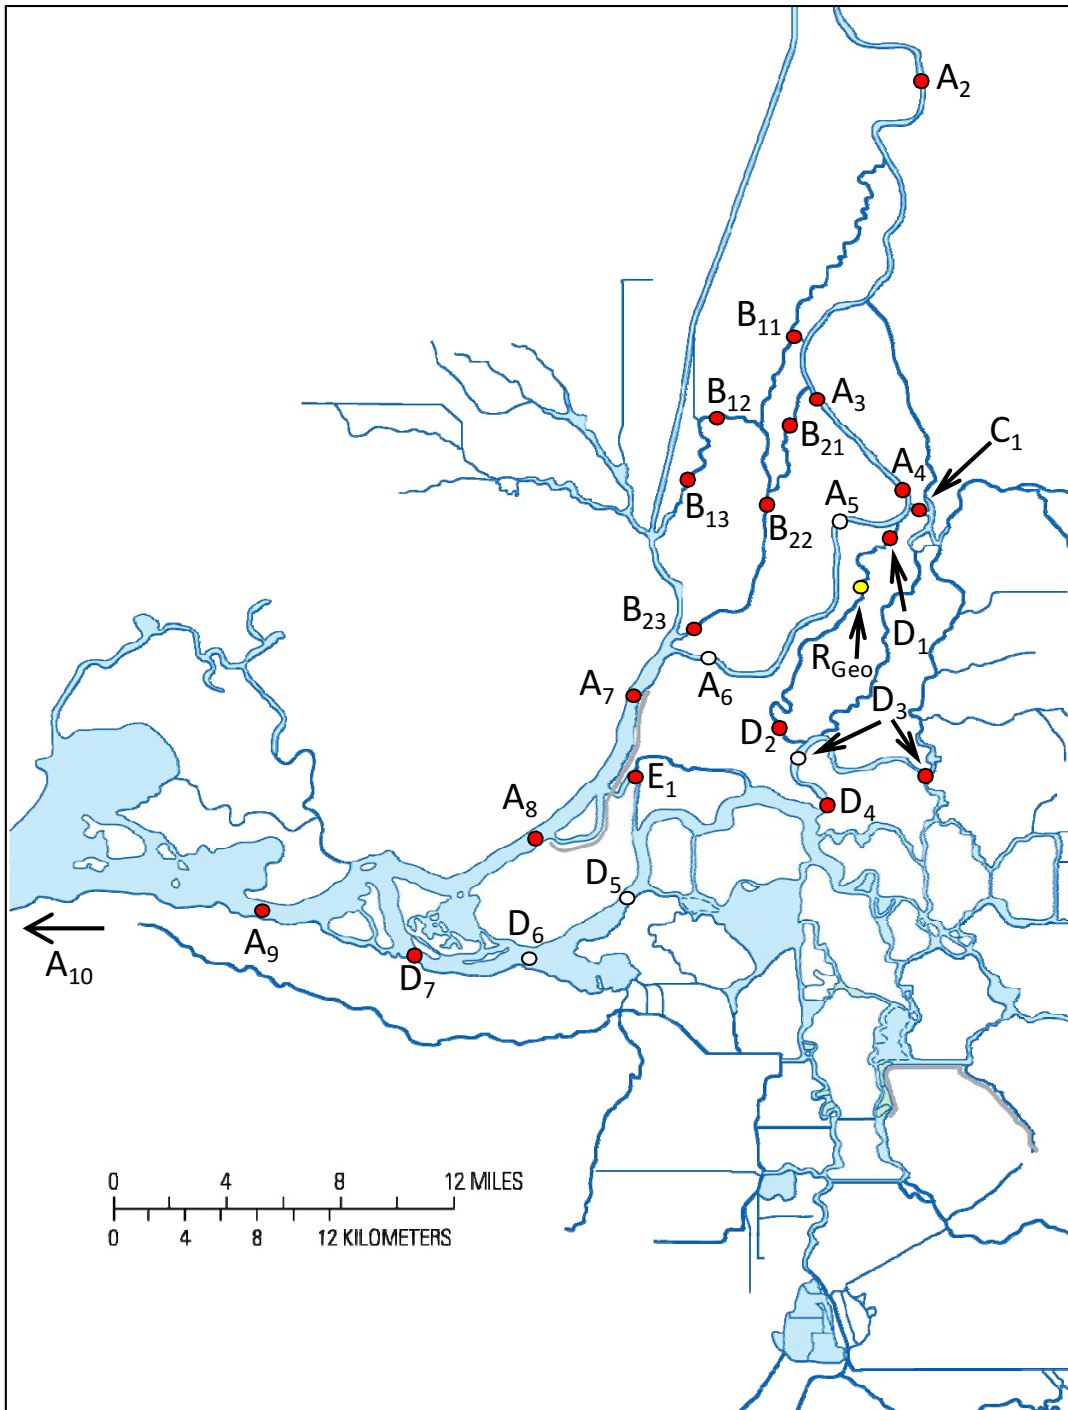 A2
B11
A3
B12
B21
C1
A4
A5
B13
B22
B23
D1
RGeo
A6
A7
D3
D2
E1
A8
D4
D5
D6
A9
A10
D7
0 4 8 12 MILES
0 4 8 12 KILOMETERS